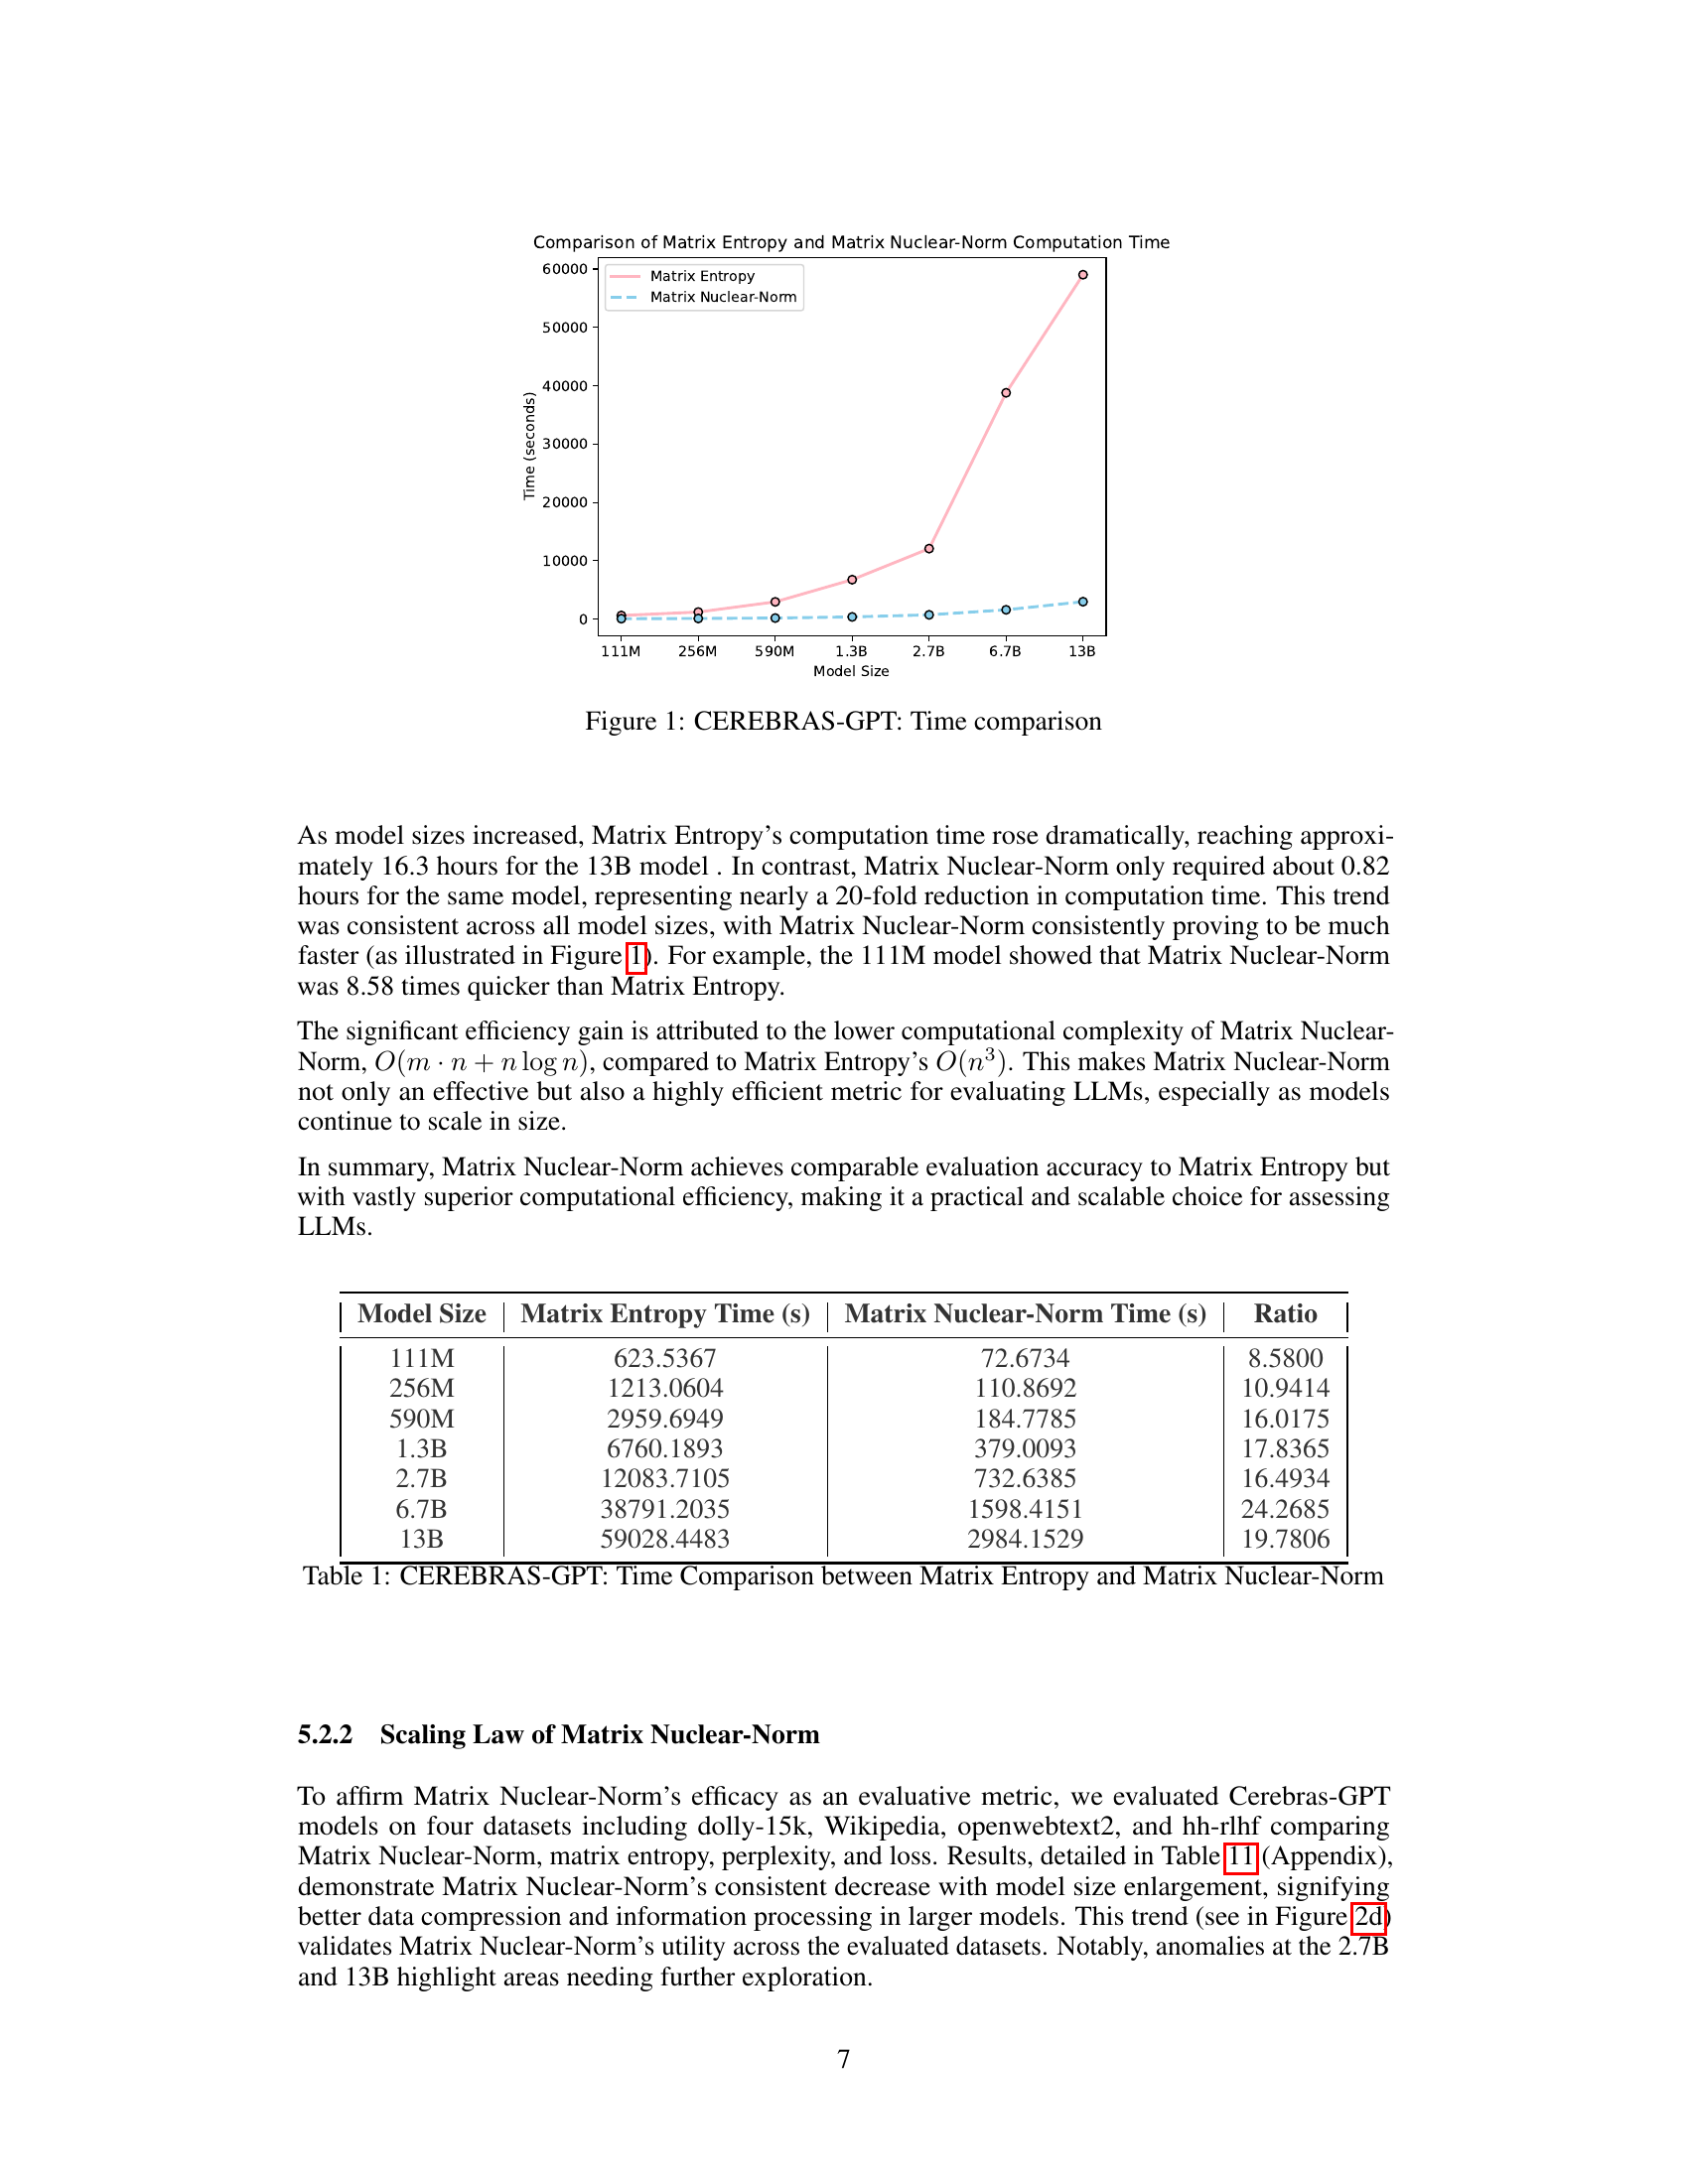 Comparison of Matrix Entropy and Matrix Nuclear-Norm Computation Time
Matrix Entropy
Matrix Nuclear-Norm
60000
50000
40000
30000
20000
10000
0
Time (seconds)
111M 256M 590M 1.3B 2.7B 6.7B 13B
Model Size
Figure 1: CEREBRAS-GPT: Time comparison
As model sizes increased, Matrix Entropy's computation time rose dramatically, reaching approxi-
mately 16.3 hours for the 13B model . In contrast, Matrix Nuclear-Norm only required about 0.82
hours for the same model, representing nearly a 20-fold reduction in computation time. This trend
was consistent across all model sizes, with Matrix Nuclear-Norm consistently proving to be much
faster (as illustrated in Figure 1). For example, the 111M model showed that Matrix Nuclear-Norm
was 8.58 times quicker than Matrix Entropy.
The significant efficiency gain is attributed to the lower computational complexity of Matrix Nuclear-
Norm, O(m · n + n log n), compared to Matrix Entropy's O(n³). This makes Matrix Nuclear-Norm
not only an effective but also a highly efficient metric for evaluating LLMs, especially as models
continue to scale in size.
In summary, Matrix Nuclear-Norm achieves comparable evaluation accuracy to Matrix Entropy but
with vastly superior computational efficiency, making it a practical and scalable choice for assessing
LLMs.
Model Size Matrix Entropy Time (s) Matrix Nuclear-Norm Time (s) Ratio
111M 623.5367 72.6734 8.5800
256M 1213.0604 110.8692 10.9414
590M 2959.6949 184.7785 16.0175
1.3B 6760.1893 379.0093 17.8365
2.7B 12083.7105 732.6385 16.4934
6.7B 38791.2035 1598.4151 24.2685
13B 59028.4483 2984.1529 19.7806
Table 1: CEREBRAS-GPT: Time Comparison between Matrix Entropy and Matrix Nuclear-Norm
5.2.2 Scaling Law of Matrix Nuclear-Norm
To affirm Matrix Nuclear-Norm's efficacy as an evaluative metric, we evaluated Cerebras-GPT
models on four datasets including dolly-15k, Wikipedia, openwebtext2, and hh-rlhf comparing
Matrix Nuclear-Norm, matrix entropy, perplexity, and loss. Results, detailed in Table 11 (Appendix),
demonstrate Matrix Nuclear-Norm's consistent decrease with model size enlargement, signifying
better data compression and information processing in larger models. This trend (see in Figure 2d)
validates Matrix Nuclear-Norm's utility across the evaluated datasets. Notably, anomalies at the 2.7B
and 13B highlight areas needing further exploration.
7